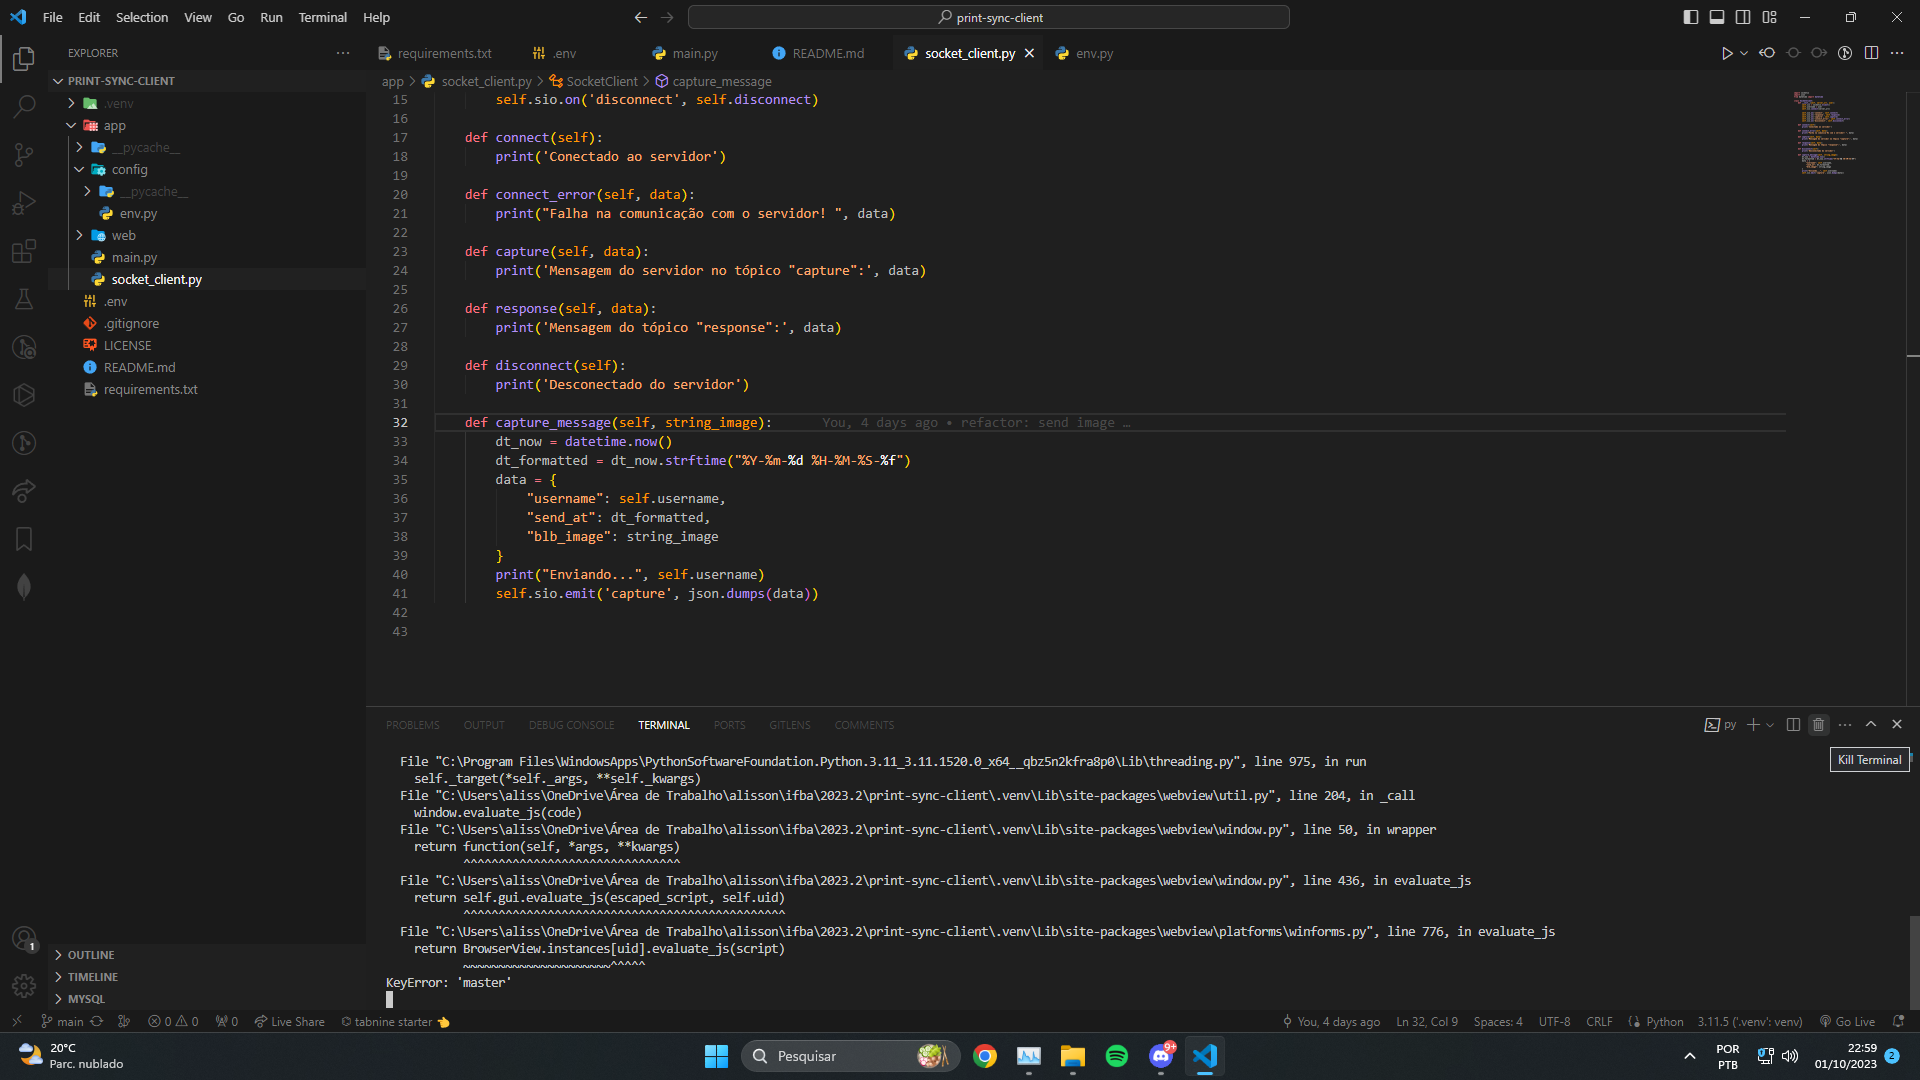 File Edit Selection View Go Run Terminal Help
print-sync-client
EXPLORER
PRINT-SYNC-CLIENT
.venv
app
__pycache__
config
__pycache__
env.py
web
main.py
socket_client.py
.env
.gitignore
LICENSE
README.md
requirements.txt
OUTLINE
TIMELINE
MYSQL
requirements.txt .env main.py README.md socket_client.py env.py
app > socket_client.py > SocketClient > capture_message
15 self.sio.on('disconnect', self.disconnect)
16
17 def connect(self):
18 print('Conectado ao servidor')
19
20 def connect_error(self, data):
21 print("Falha na comunicação com o servidor! ", data)
22
23 def capture(self, data):
24 print('Mensagem do servidor no tópico "capture":', data)
25
26 def response(self, data):
27 print('Mensagem do tópico "response":', data)
28
29 def disconnect(self):
30 print('Desconectado do servidor')
31
32 def capture_message(self, string_image): You, 4 days ago • refactor: send image …
33 dt_now = datetime.now()
34 dt_formatted = dt_now.strftime("%Y-%m-%d %H-%M-%S-%f")
35 data = {
36 "username": self.username,
37 "send_at": dt_formatted,
38 "blb_image": string_image
39 }
40 print("Enviando...", self.username)
41 self.sio.emit('capture', json.dumps(data))
42
43
PROBLEMS OUTPUT DEBUG CONSOLE TERMINAL PORTS GITLENS COMMENTS
py
Kill Terminal
File "C:\Program Files\WindowsApps\PythonSoftwareFoundation.Python.3.11_3.11.1520.0_x64__qbz5n2kfra8p0\Lib\threading.py", line 975, in run
self._target(*self._args, **self._kwargs)
File "C:\Users\aliss\OneDrive\Área de Trabalho\alisson\ifba\2023.2\print-sync-client\.venv\Lib\site-packages\webview\util.py", line 204, in _call
window.evaluate_js(code)
File "C:\Users\aliss\OneDrive\Área de Trabalho\alisson\ifba\2023.2\print-sync-client\.venv\Lib\site-packages\webview\window.py", line 50, in wrapper
return function(self, *args, **kwargs)
^^^^^^^^^^^^^^^^^^^^^^^^^^^^^^^
File "C:\Users\aliss\OneDrive\Área de Trabalho\alisson\ifba\2023.2\print-sync-client\.venv\Lib\site-packages\webview\window.py", line 436, in evaluate_js
return self.gui.evaluate_js(escaped_script, self.uid)
^^^^^^^^^^^^^^^^^^^^^^^^^^^^^^^^^^^^^^^^^^^^^^
File "C:\Users\aliss\OneDrive\Área de Trabalho\alisson\ifba\2023.2\print-sync-client\.venv\Lib\site-packages\webview\platforms\winforms.py", line 776, in evaluate_js
return BrowserView.instances[uid].evaluate_js(script)
~~~~~~~~~~~~~~~~~~~~~^^^^^
KeyError: 'master'
1
main 0 0 0 Live Share tabnine starter You, 4 days ago Ln 32, Col 9 Spaces: 4 UTF-8 CRLF Python 3.11.5 ('.venv': venv) Go Live
20°C
Parc. nublado
Pesquisar
9+
POR
PTB
22:59
01/10/2023
2